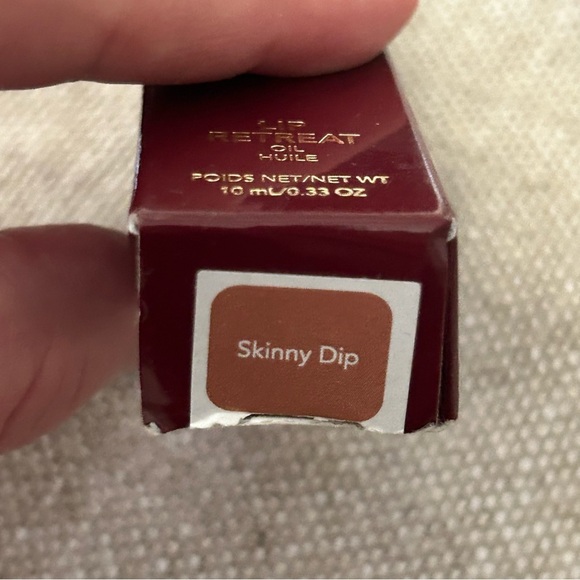 LIP
RETREAT
OIL
HUILE
POIDS NET/NET WT
10 mL/0.33 OZ
Skinny Dip